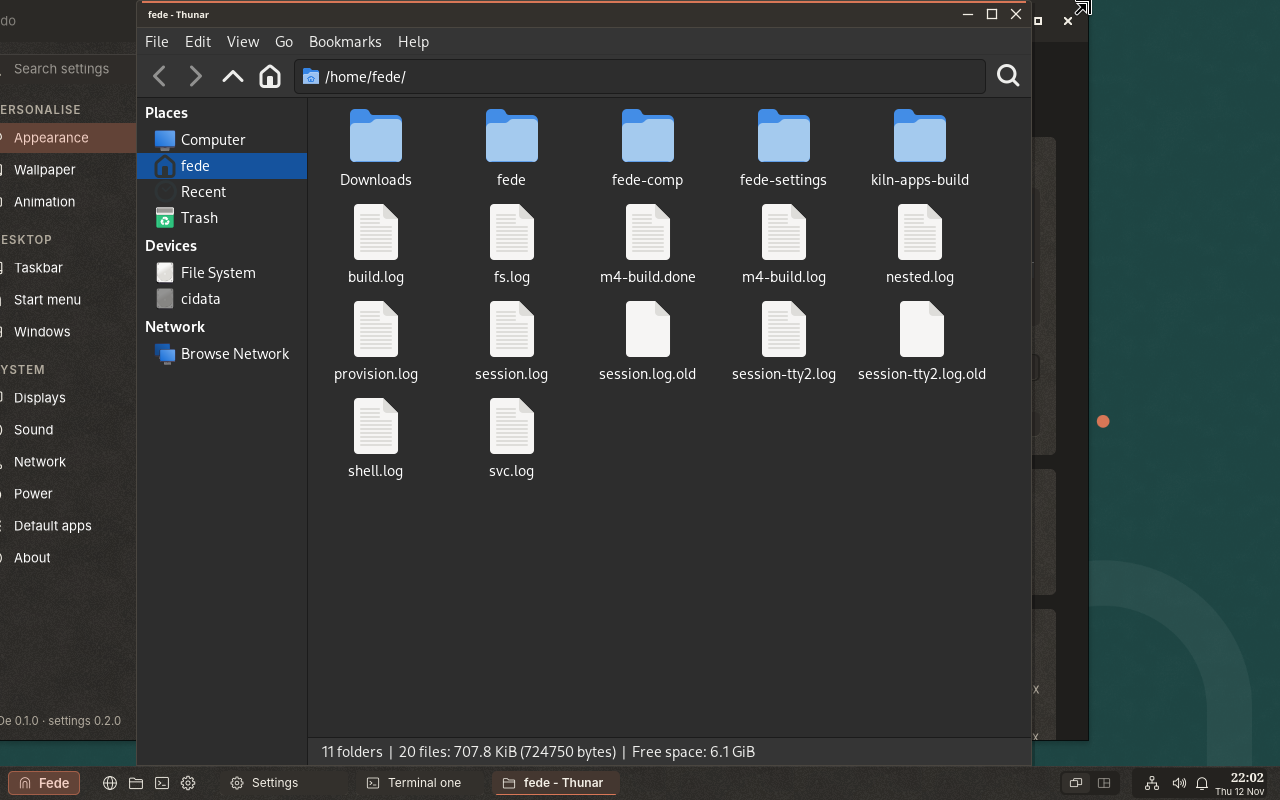 do
fede - Thunar
File Edit View Go Bookmarks Help
Search settings
/home/fede/
ERSONALISE
Appearance
Wallpaper
Animation
ESKTOP
Taskbar
Start menu
Windows
YSTEM
Displays
Sound
Network
Power
Default apps
About
De 0.1.0 · settings 0.2.0
Places
Computer
fede
Recent
Trash
Devices
File System
cidata
Network
Browse Network
Downloads fede fede-comp fede-settings kiln-apps-build
build.log fs.log m4-build.done m4-build.log nested.log
provision.log session.log session.log.old session-tty2.log session-tty2.log.old
shell.log svc.log
x
x
11 folders | 20 files: 707.8 KiB (724750 bytes) | Free space: 6.1 GiB
Fede Settings Terminal one fede - Thunar 22:02
Thu 12 Nov